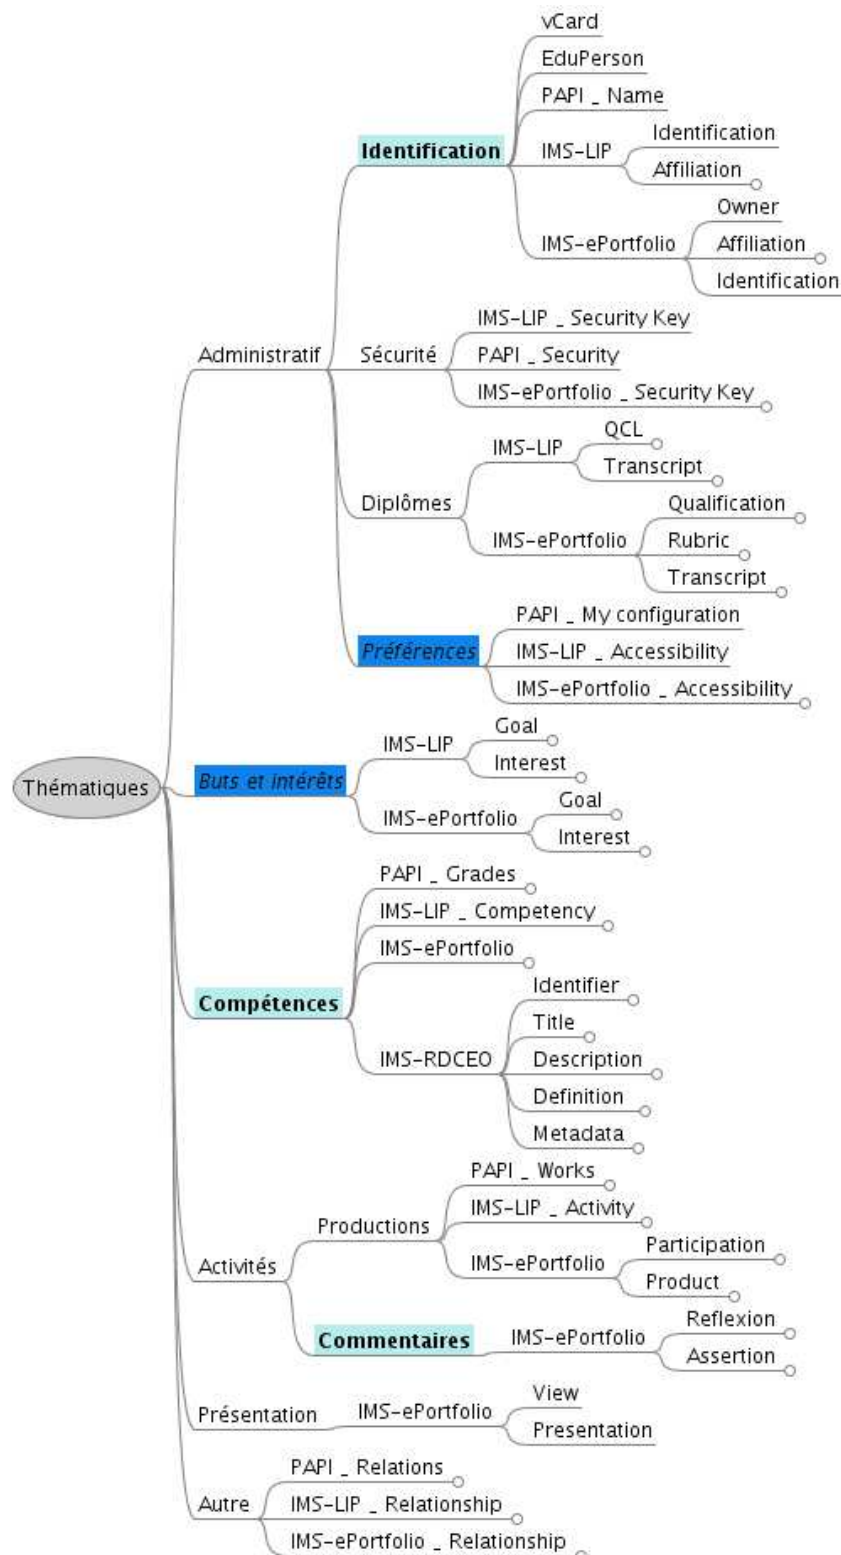 vCard
EduPerson
PAPI _ Name
Identification
IMS-LIP
Identification
Affiliation
IMS-ePortfolio
Owner
Affiliation
Identification
Administratif
Sécurité
IMS-LIP _ Security Key
PAPI _ Security
IMS-ePortfolio _ Security Key
Diplômes
IMS-LIP
QCL
Transcript
IMS-ePortfolio
Qualification
Rubric
Transcript
Préférences
PAPI _ My configuration
IMS-LIP _ Accessibility
IMS-ePortfolio _ Accessibility
Thématiques
Buts et intérêts
IMS-LIP
Goal
Interest
IMS-ePortfolio
Goal
Interest
Compétences
PAPI _ Grades
IMS-LIP _ Competency
IMS-ePortfolio
IMS-RDCEO
Identifier
Title
Description
Definition
Metadata
Activités
Productions
PAPI _ Works
IMS-LIP _ Activity
IMS-ePortfolio
Participation
Product
Commentaires
IMS-ePortfolio
Reflexion
Assertion
Présentation
IMS-ePortfolio
View
Presentation
Autre
PAPI _ Relations
IMS-LIP _ Relationship
IMS-ePortfolio _ Relationship